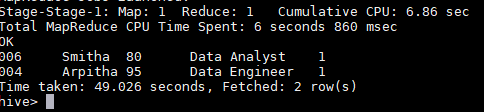 Stage-Stage-1: Map: 1  Reduce: 1   Cumulative CPU: 6.86 sec
Total MapReduce CPU Time Spent: 6 seconds 860 msec
OK
006     Smitha  80      Data Analyst    1
004     Arpitha 95      Data Engineer   1
Time taken: 49.026 seconds, Fetched: 2 row(s)
hive>